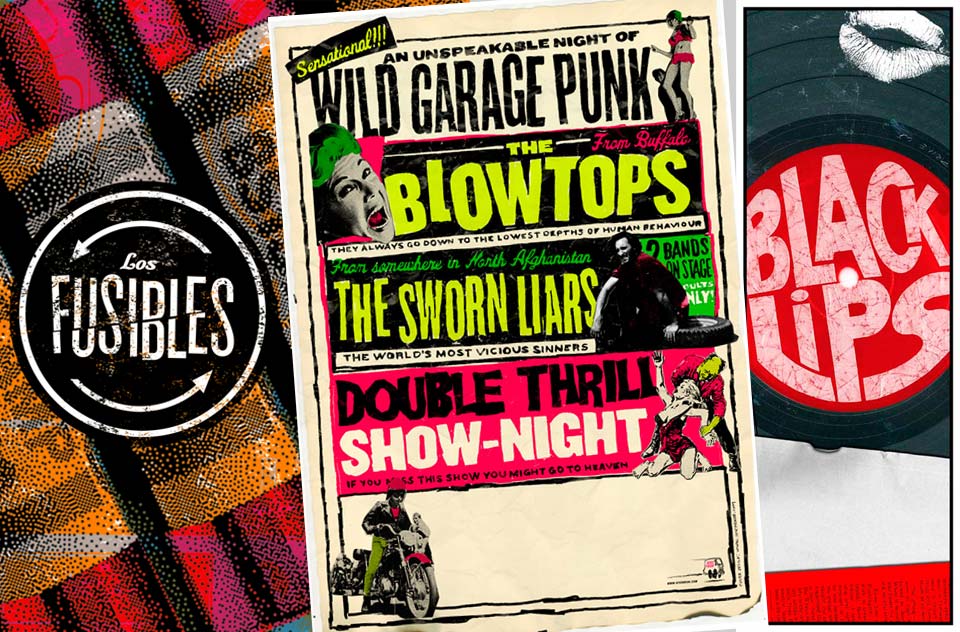 Los
FUSIBLES
Sensational!!!
AN UNSPEAKABLE NIGHT OF
WILD GARAGE PUNK
From Buffalo
THE
BLOWTOPS
THEY ALWAYS GO DOWN TO THE LOWEST DEPTHS OF HUMAN BEHAVIOUR
From somewhere in North Afghanistan
2 BANDS
ON STAGE
NLY!
THE SWORN LIARS
THE WORLD'S MOST VICIOUS SINNERS
DOUBLE THRILL
SHOW-NIGHT
IF YOU MISS THIS SHOW YOU MIGHT GO TO HEAVEN
BLACK
LiPS